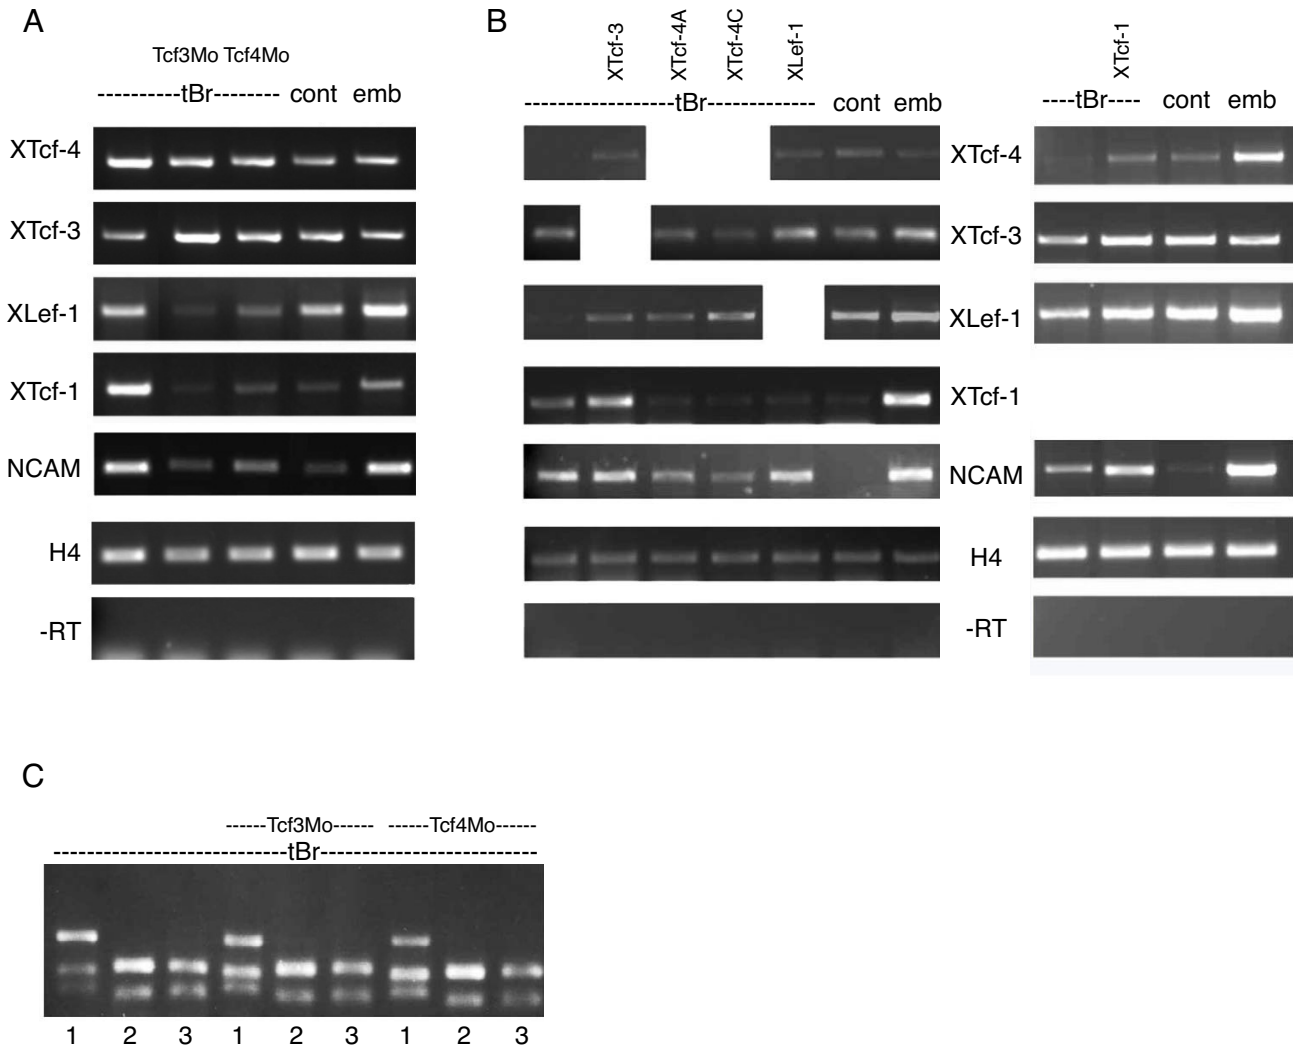 A
Tcf3Mo Tcf4Mo
----------tBr-------- cont emb
XTcf-4
XTcf-3
XLef-1
XTcf-1
NCAM
H4
-RT
B
XTcf-3 XTcf-4A XTcf-4C XLef-1
--------------------tBr-------------- cont emb
XTcf-1
----tBr---- cont emb
XTcf-4
XTcf-3
XLef-1
XTcf-1
NCAM
H4
-RT
C
------Tcf3Mo------ ------Tcf4Mo------
----------------------------tBr--------------------------
1 2 3 1 2 3 1 2 3